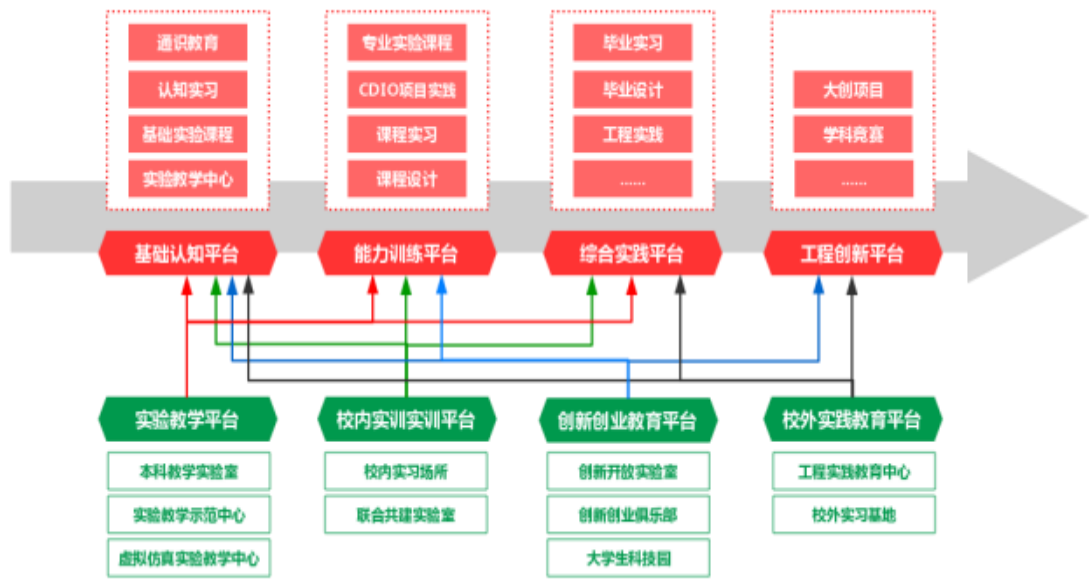 通识教育
认知实习
基础实验课程
实验教学中心
基础认知平台
专业实验课程
CDIO项目实践
课程实习
课程设计
能力训练平台
毕业实习
毕业设计
工程实践
......
综合实践平台
大创项目
学科竞赛
......
工程创新平台
实验教学平台
本科教学实验室
实验教学示范中心
虚拟仿真实验教学中心
校内实训实训平台
校内实习场所
联合共建实验室
创新创业教育平台
创新开放实验室
创新创业俱乐部
大学生科技园
校外实践教育平台
工程实践教育中心
校外实习基地